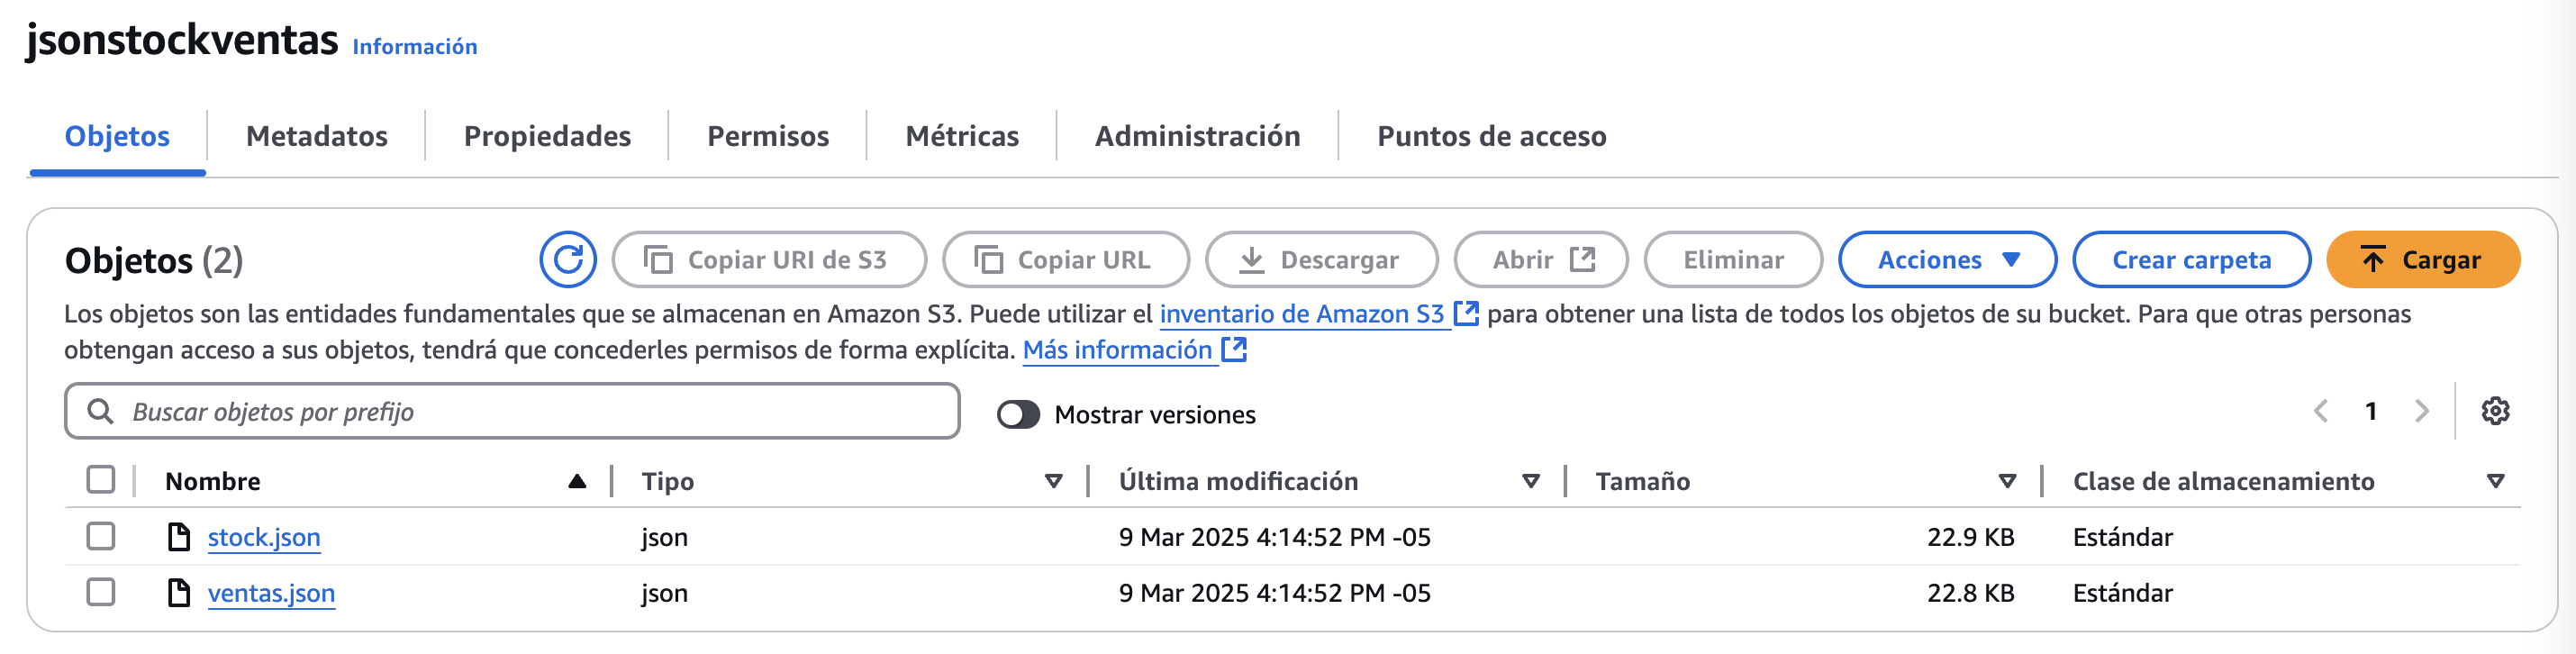 jsonstockventas Información
Objetos Metadatos Propiedades Permisos Métricas Administración Puntos de acceso
Objetos (2) Copiar URI de S3 Copiar URL Descargar Abrir Eliminar Acciones Crear carpeta Cargar
Los objetos son las entidades fundamentales que se almacenan en Amazon S3. Puede utilizar el inventario de Amazon S3 para obtener una lista de todos los objetos de su bucket. Para que otras personas
obtengan acceso a sus objetos, tendrá que concederles permisos de forma explícita. Más información
Buscar objetos por prefijo Mostrar versiones 1
Nombre Tipo Última modificación Tamaño Clase de almacenamiento
stock.json json 9 Mar 2025 4:14:52 PM -05 22.9 KB Estándar
ventas.json json 9 Mar 2025 4:14:52 PM -05 22.8 KB Estándar